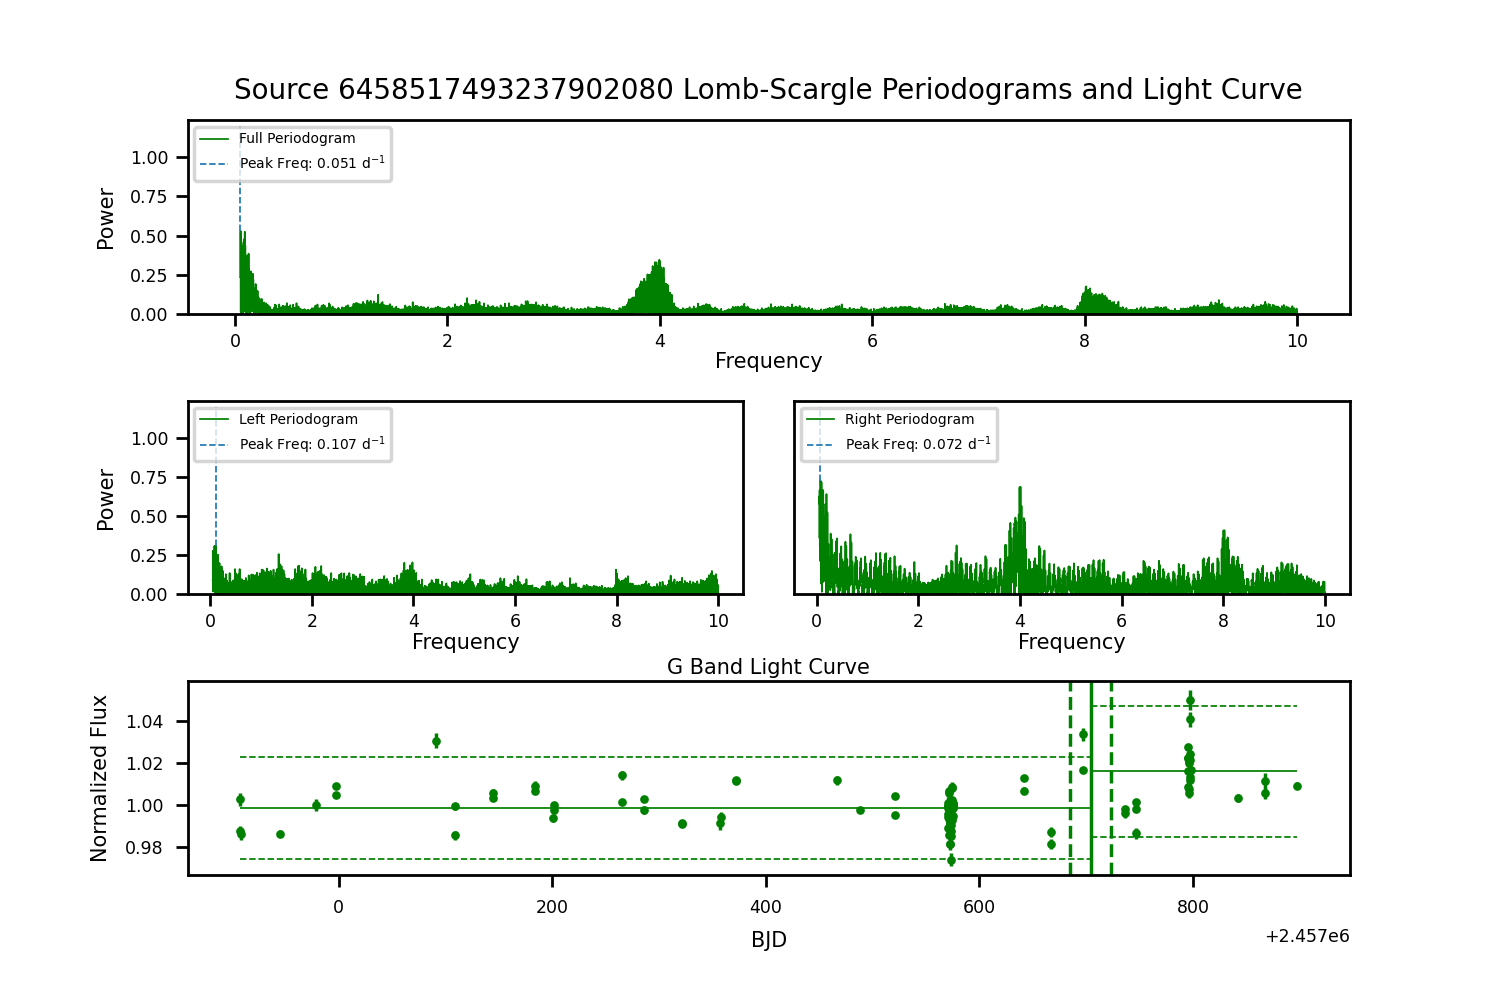 Source 6458517493237902080 Lomb-Scargle Periodograms and Light Curve
Full Periodogram
Peak Freq: 0.051 d⁻¹
Power
1.00
0.75
0.50
0.25
0.00
0 2 4 6 8 10
Frequency
Left Periodogram
Peak Freq: 0.107 d⁻¹
Power
1.00
0.75
0.50
0.25
0.00
0 2 4 6 8 10
Frequency
Right Periodogram
Peak Freq: 0.072 d⁻¹
0 2 4 6 8 10
Frequency
G Band Light Curve
Normalized Flux
1.04
1.02
1.00
0.98
0 200 400 600 800
BJD
+2.457e6